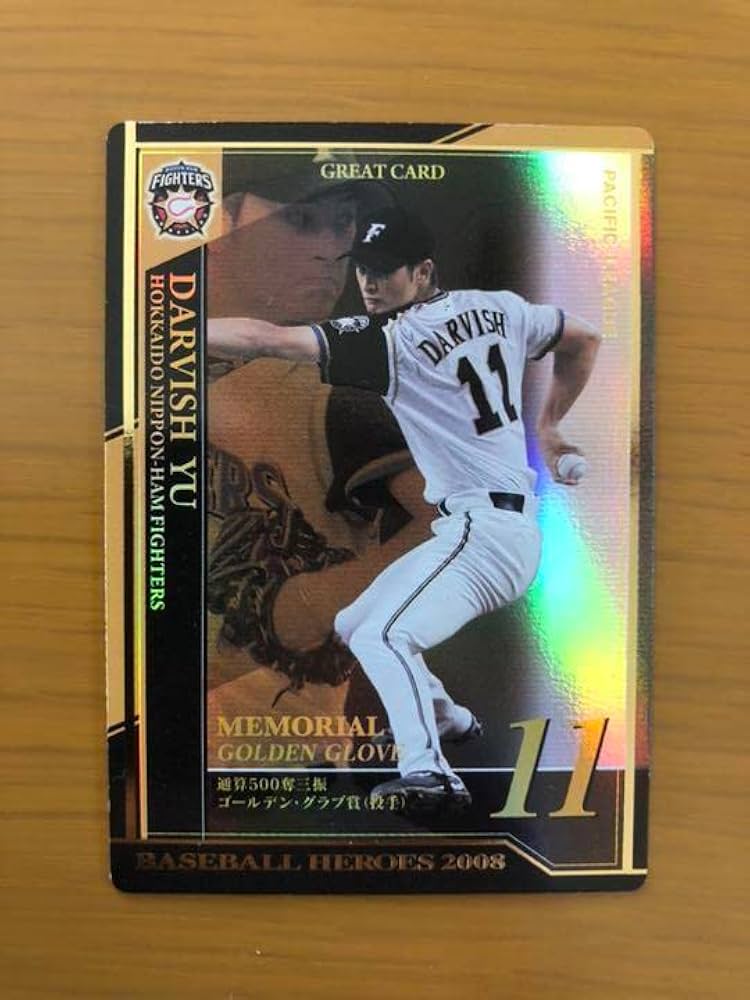 GREAT CARD
FIGHTERS
PACIFIC LEAGUE
F
DARVISH
11
DARVISH YU
HOKKAIDO NIPPON-HAM FIGHTERS
ERS
MEMORIAL
GOLDEN GLOVE
通算500奪三振
ゴールデン・グラブ賞(投手)
11
BASEBALL HEROES 2008